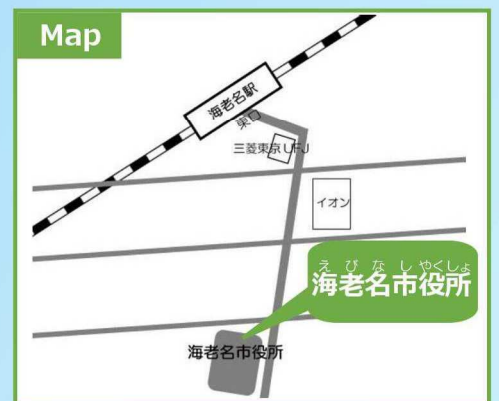 Map
海老名駅
東口
三菱東京UFJ
イオン
えびなしやくしょ
海老名市役所
海老名市役所